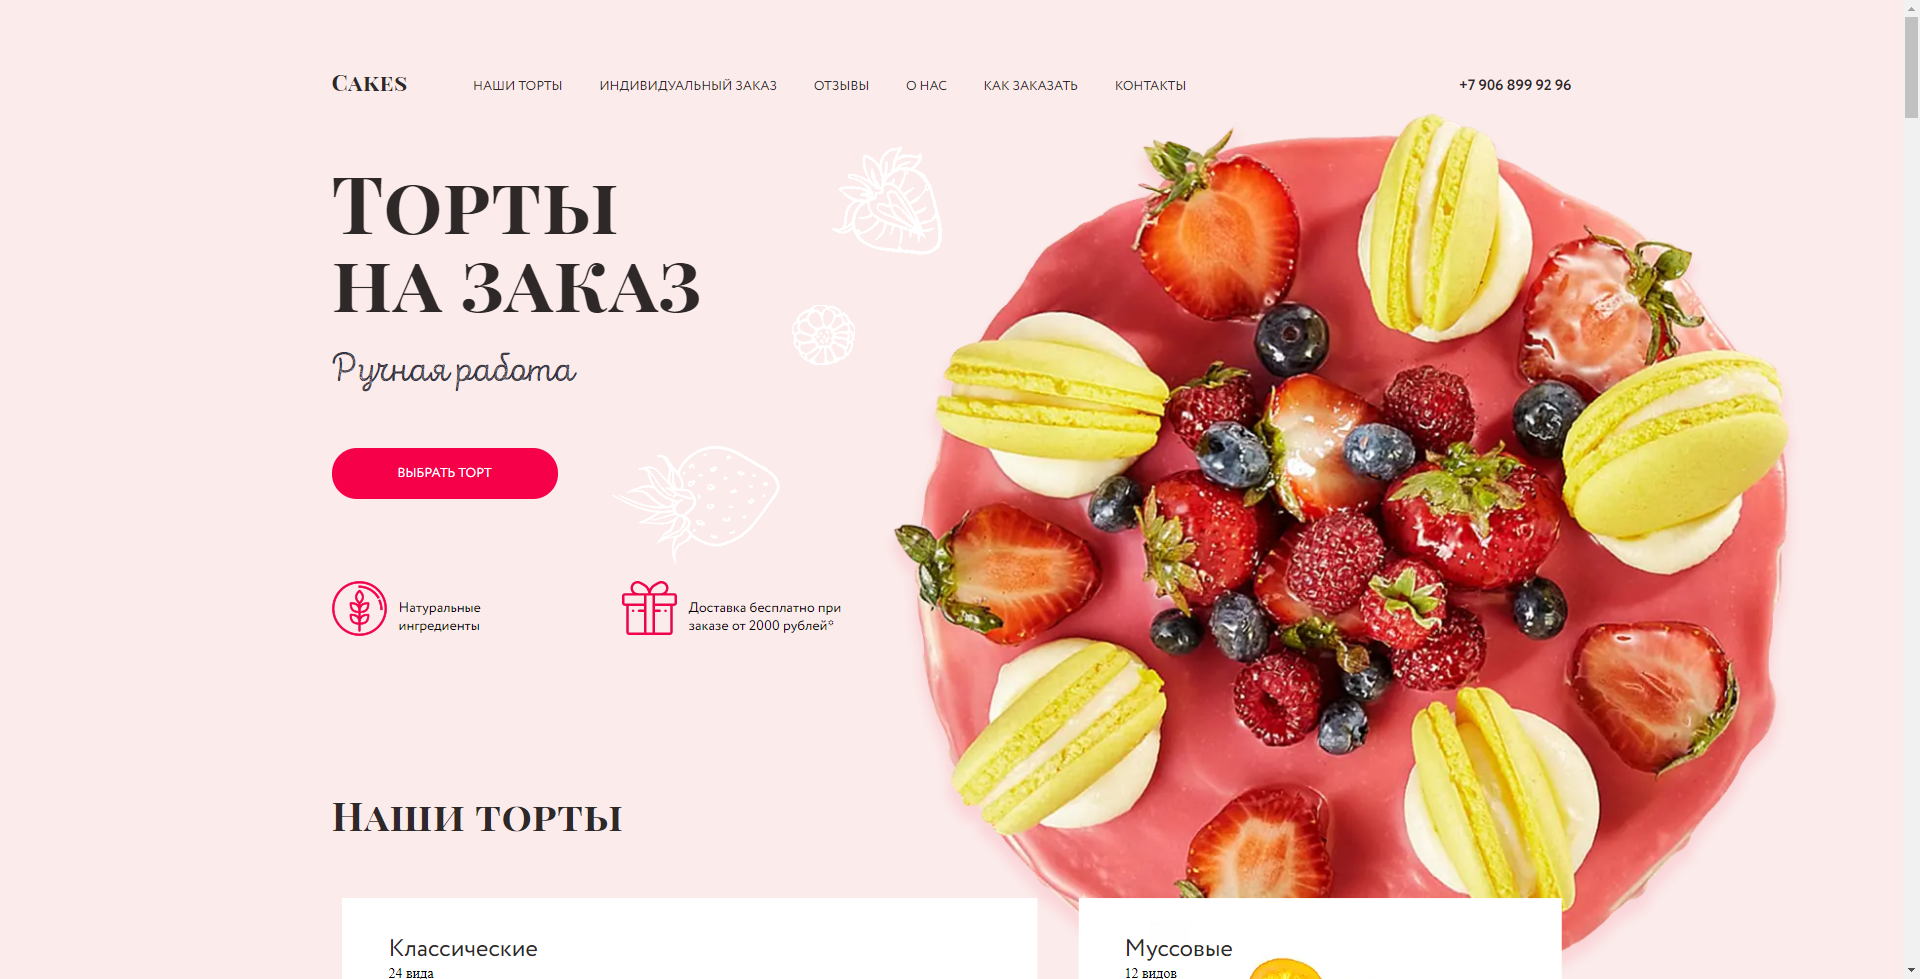 Cakes
НАШИ ТОРТЫ
ИНДИВИДУАЛЬНЫЙ ЗАКАЗ
ОТЗЫВЫ
О НАС
КАК ЗАКАЗАТЬ
КОНТАКТЫ
+7 906 899 92 96
Торты
на заказ
Ручная работа
ВЫБРАТЬ ТОРТ
Натуральные
ингредиенты
Доставка бесплатно при
заказе от 2000 рублей*
Наши торты
Классические
24 вида
Муссовые
12 видов